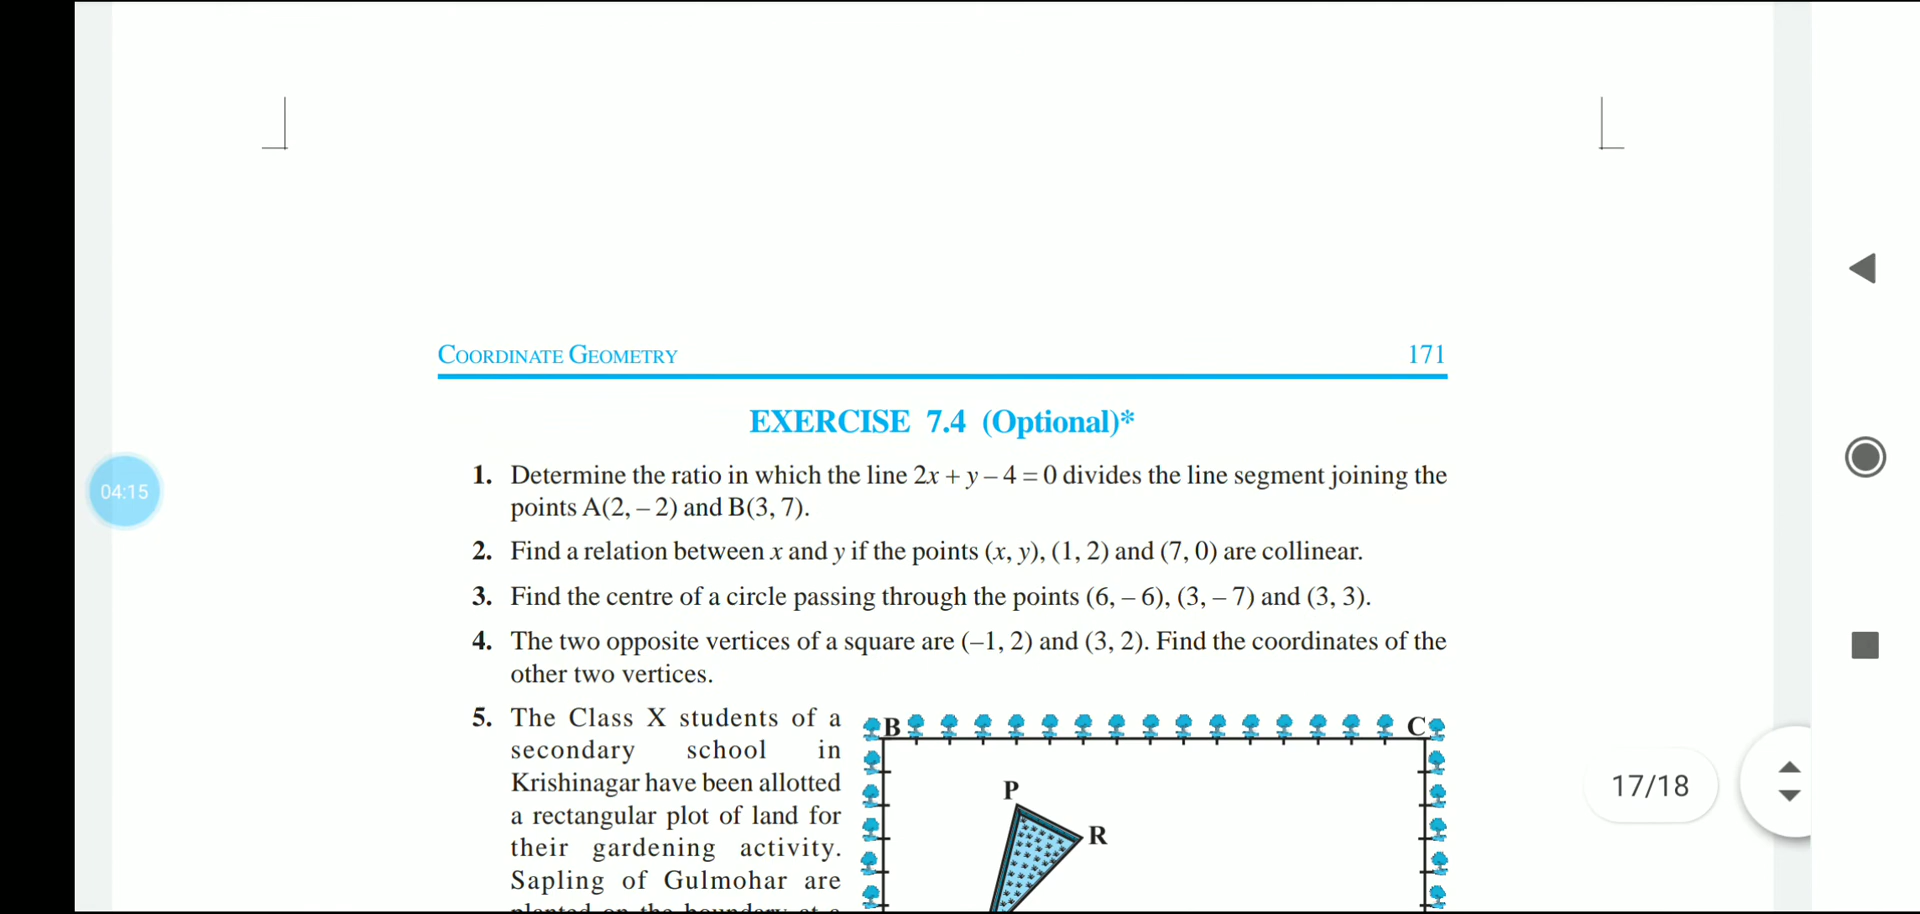 COORDINATE GEOMETRY 171
EXERCISE 7.4 (Optional)*
1. Determine the ratio in which the line 2x + y – 4 = 0 divides the line segment joining the
points A(2, – 2) and B(3, 7).
2. Find a relation between x and y if the points (x, y), (1, 2) and (7, 0) are collinear.
3. Find the centre of a circle passing through the points (6, – 6), (3, – 7) and (3, 3).
4. The two opposite vertices of a square are (–1, 2) and (3, 2). Find the coordinates of the
other two vertices.
5. The Class X students of a
secondary school in
Krishinagar have been allotted
a rectangular plot of land for
their gardening activity.
Sapling of Gulmohar are
planted on the boundary at a
B C
P
R
04:15
17/18